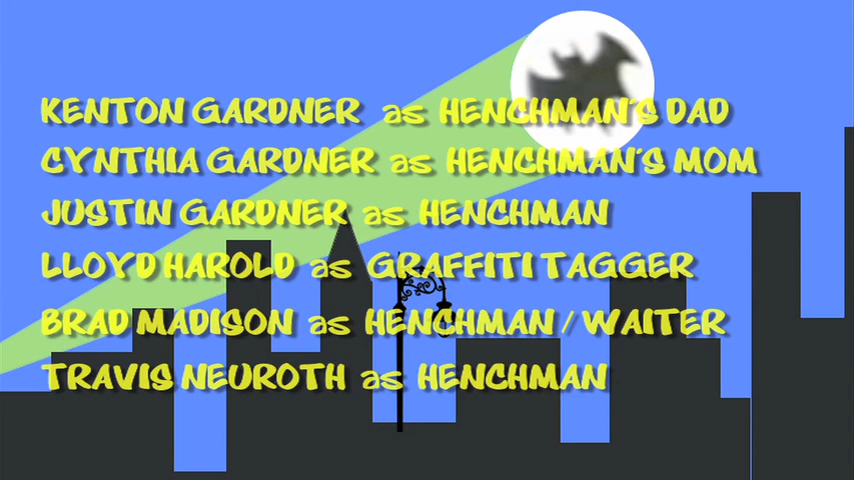 KENTON GARDNER as HENCHMAN'S DAD
CYNTHIA GARDNER as HENCHMAN'S MOM
JUSTIN GARDNER as HENCHMAN
LLOYD HAROLD as GRAFFITI TAGGER
BRAD MADISON as HENCHMAN / WAITER
TRAVIS NEUROTH as HENCHMAN